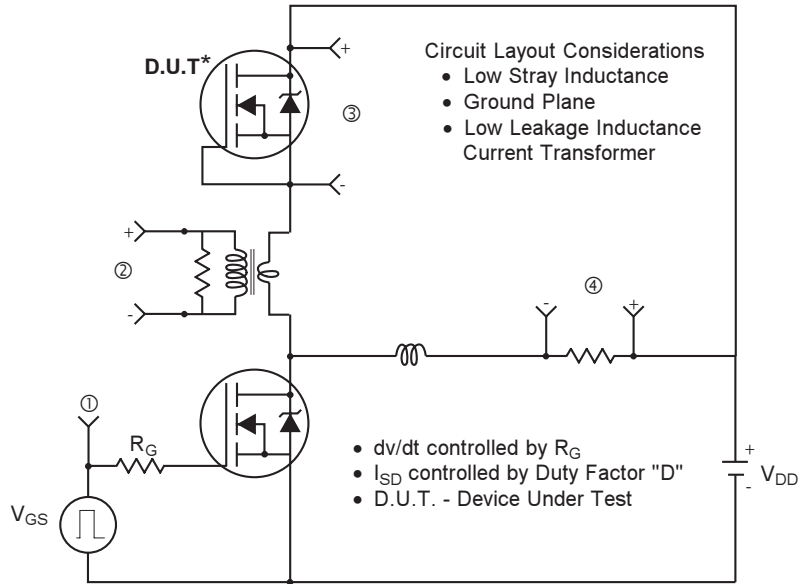 D.U.T*
+
Circuit Layout Considerations
• Low Stray Inductance
• Ground Plane
• Low Leakage Inductance
Current Transformer
③
-
+
②
-
④
-
+
①
R_G
• dv/dt controlled by R_G
• I_SD controlled by Duty Factor "D"
• D.U.T. - Device Under Test
+
V_DD
-
V_GS